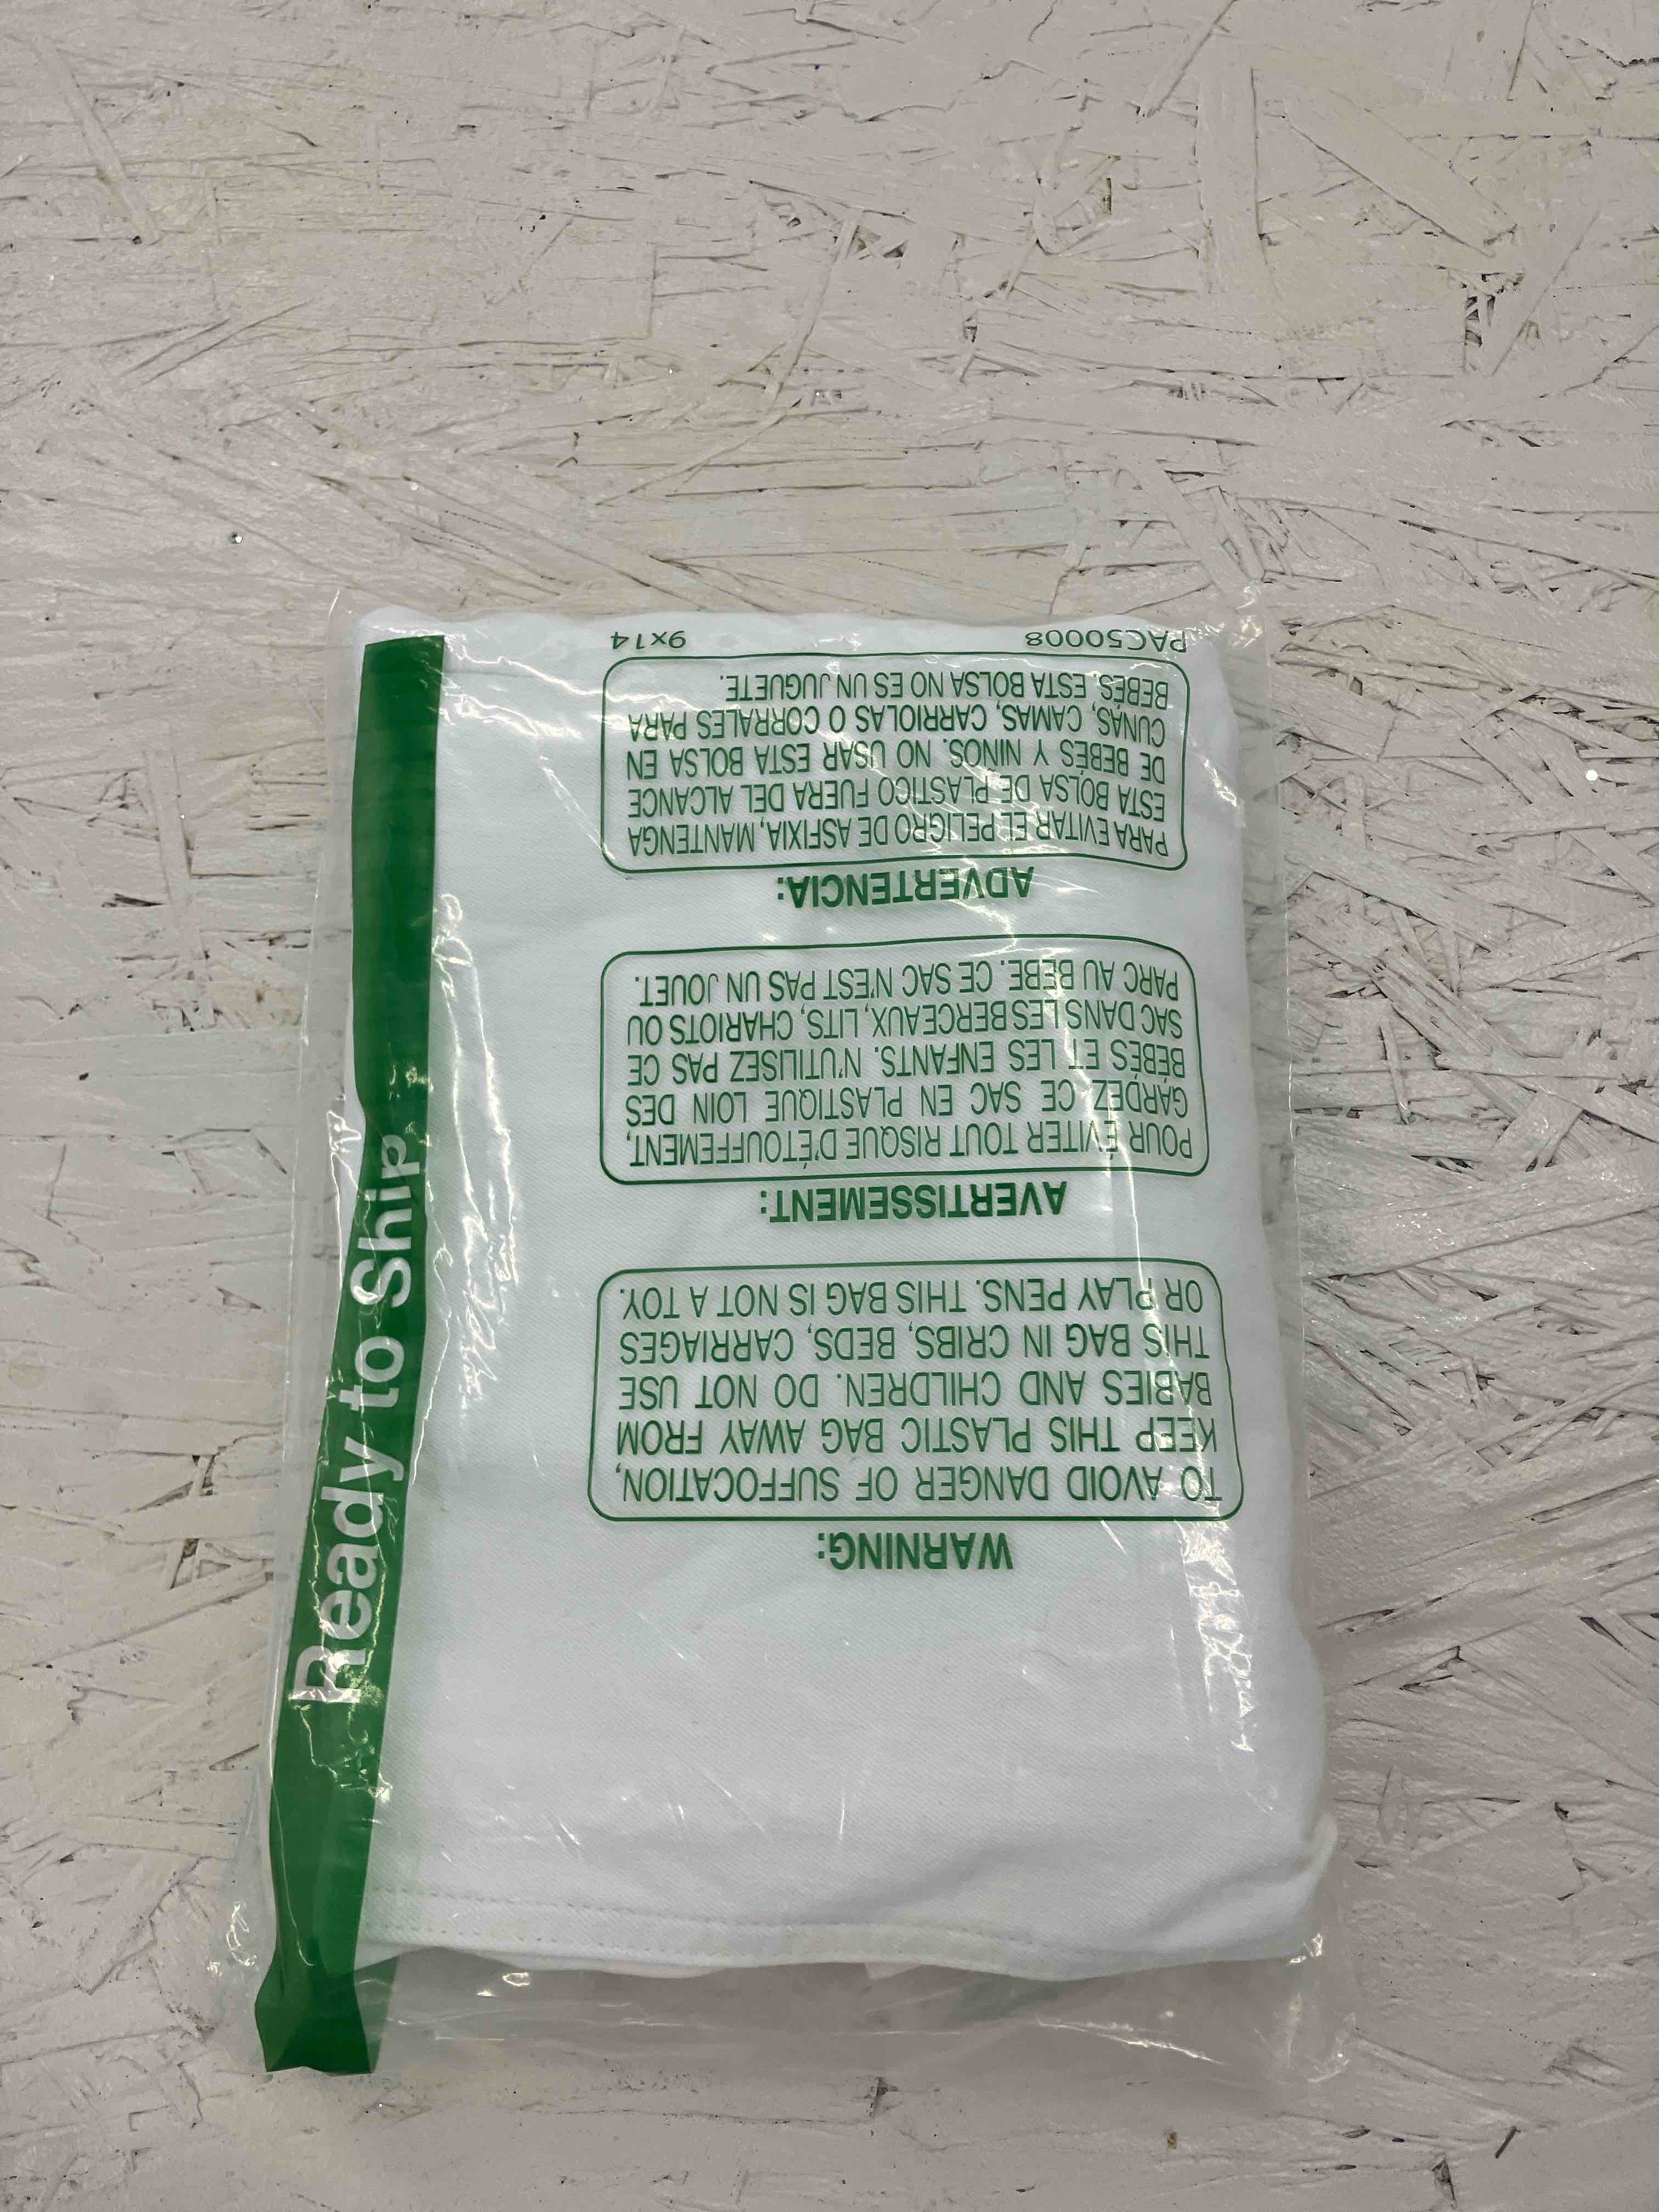 WARNING:
TO AVOID DANGER OF SUFFOCATION,
KEEP THIS PLASTIC BAG AWAY FROM
BABIES AND CHILDREN. DO NOT USE
THIS BAG IN CRIBS, BEDS, CARRIAGES
OR PLAY PENS. THIS BAG IS NOT A TOY.
AVERTISSEMENT:
POUR ÉVITER TOUT RISQUE D'ÉTOUFFEMENT,
GARDEZ CE SAC EN PLASTIQUE LOIN DES
BÉBÉS ET LES ENFANTS. N'UTILISEZ PAS CE
SAC DANS LES BERCEAUX, LITS, CHARIOTS OU
PARC AU BÉBÉ. CE SAC N'EST PAS UN JOUET.
ADVERTENCIA:
PARA EVITAR EL PELIGRO DE ASFIXIA, MANTENGA
ESTA BOLSA DE PLASTICO FUERA DEL ALCANCE
DE BEBÉS Y NIÑOS. NO USAR ESTA BOLSA EN
CUNAS, CAMAS, CARRIOLAS O CORRALES PARA
BEBÉS. ESTA BOLSA NO ES UN JUGUETE.
PAC50008 9x14
Ready to Ship